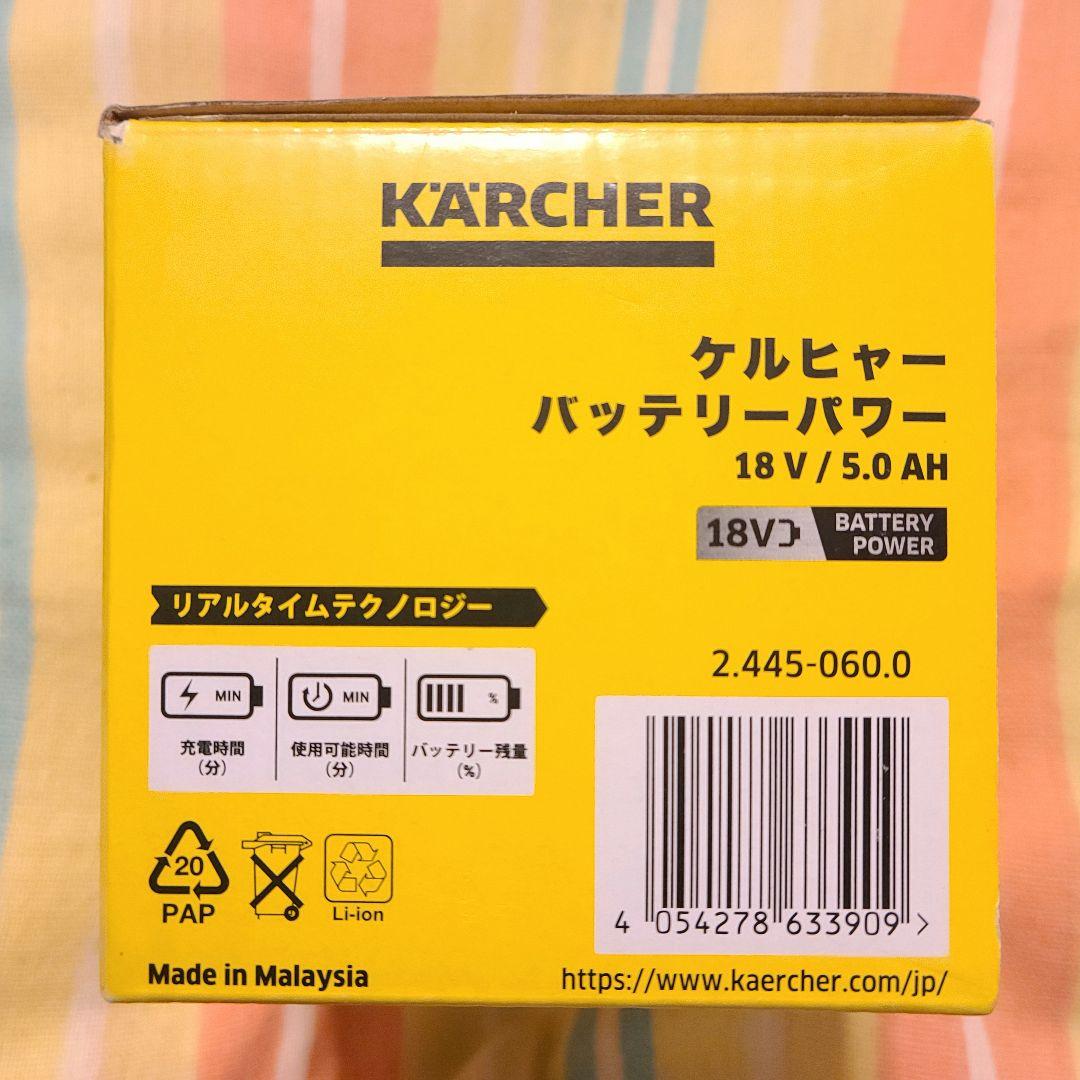 KÄRCHER
ケルヒャー
バッテリーパワー
18 V / 5.0 AH
18V BATTERY
POWER
リアルタイムテクノロジー
2.445-060.0
MIN MIN %
充電時間 使用可能時間 バッテリー残量
(分) (分) (%)
20
PAP
Li-ion
4 054278 633909 >
Made in Malaysia
https://www.kaercher.com/jp/